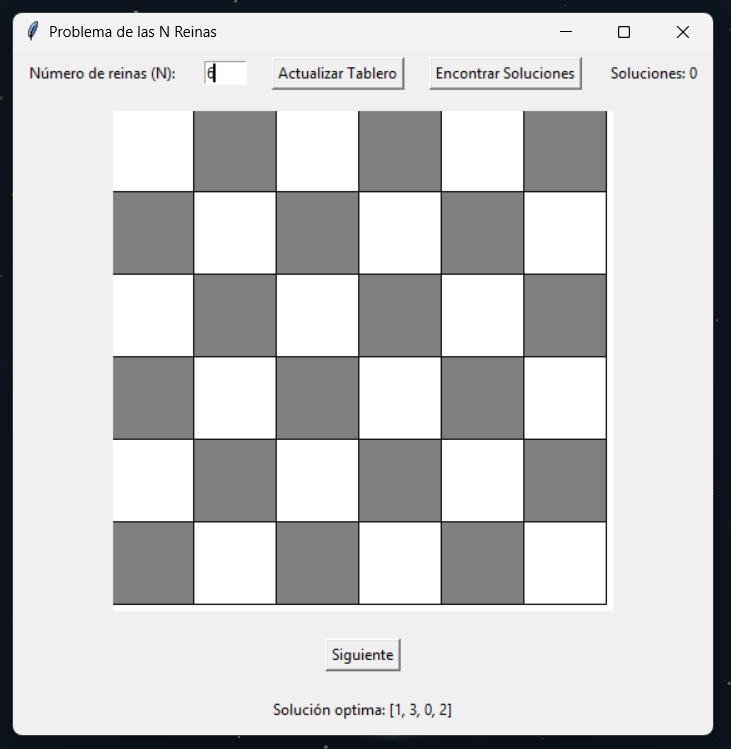 Problema de las N Reinas
Número de reinas (N): 6 Actualizar Tablero Encontrar Soluciones Soluciones: 0
Siguiente
Solución optima: [1, 3, 0, 2]